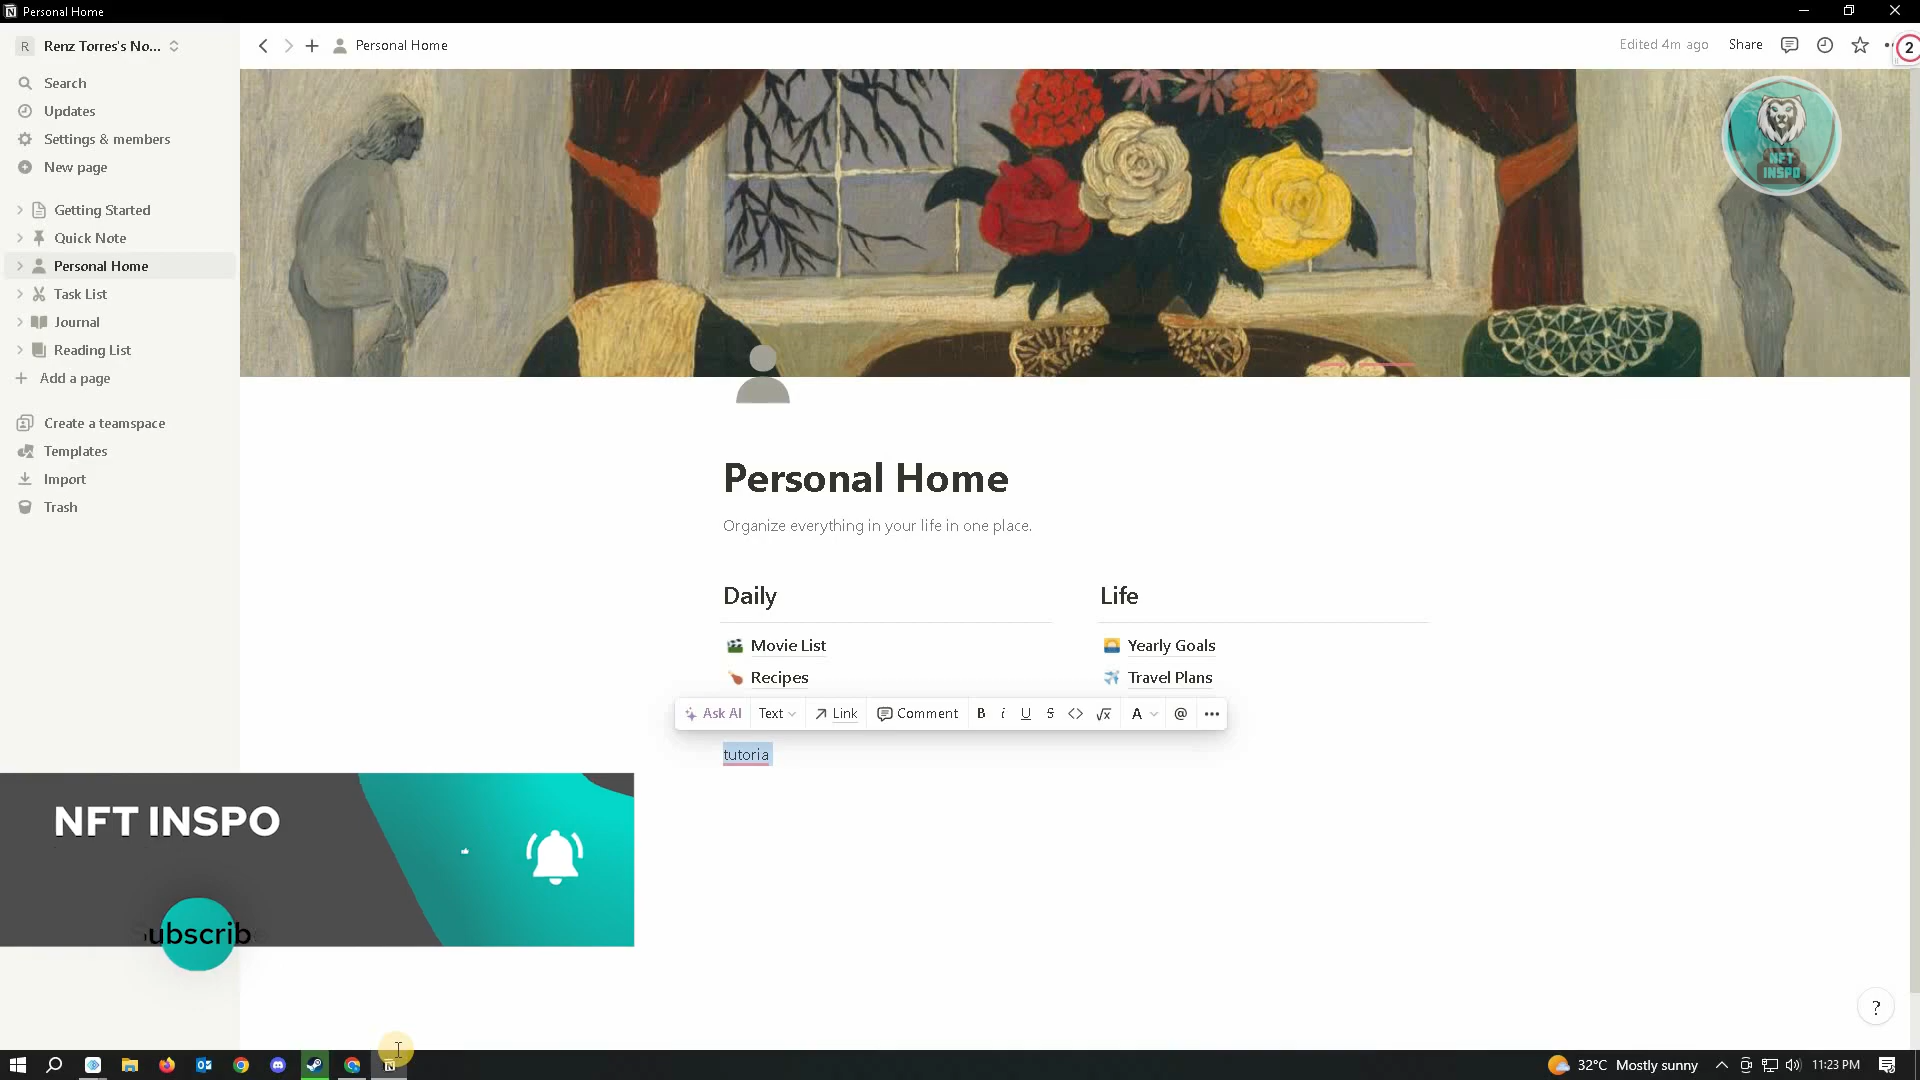 Personal Home
R Renz Torres's No...
Search
Updates
Settings & members
New page
Getting Started
Quick Note
Personal Home
Task List
Journal
Reading List
Add a page
Create a teamspace
Templates
Import
Trash
Personal Home
Edited 4m ago
Share
2
NFT
INSPO
Personal Home
Organize everything in your life in one place.
Daily
Movie List
Recipes
Life
Yearly Goals
Travel Plans
Ask AI Text Link Comment B i U S <> √x A @ •••
tutoria
NFT INSPO
ubscrib
?
32°C Mostly sunny
11:23 PM